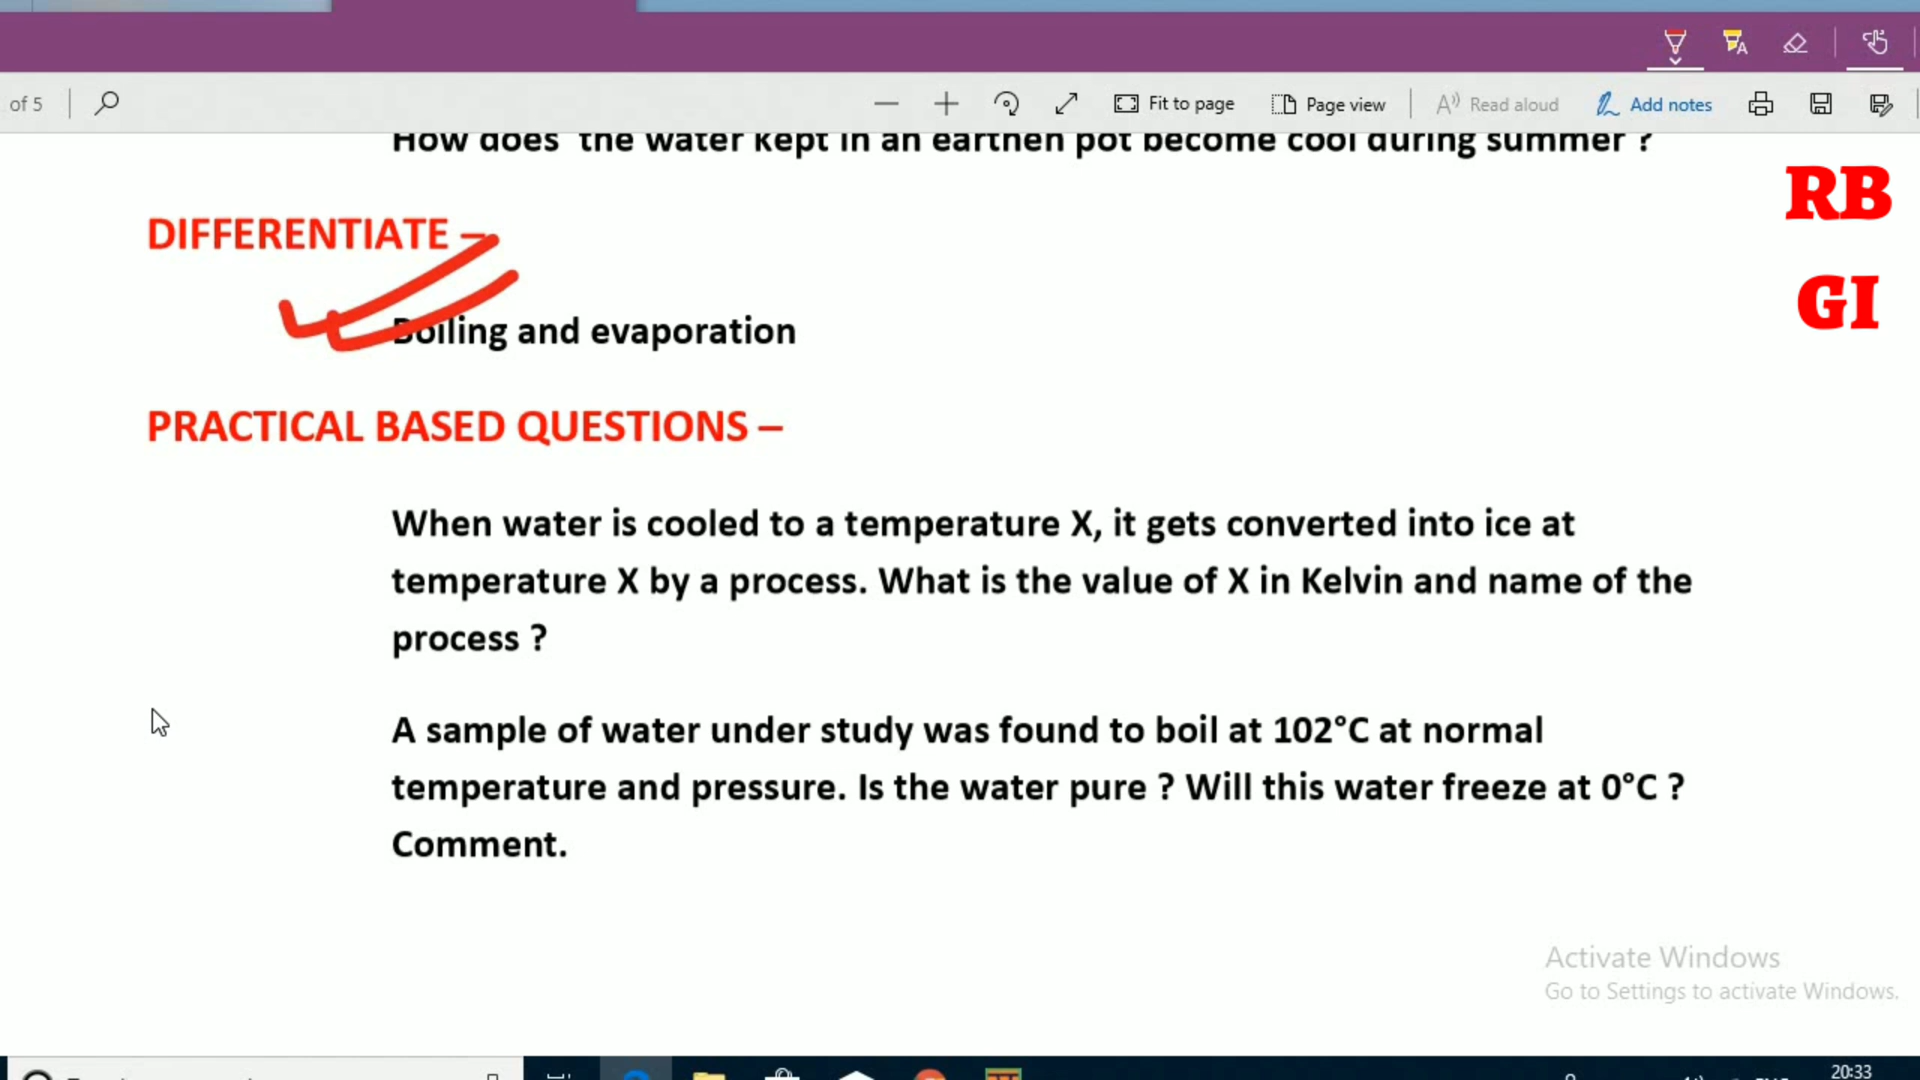 of 5
Fit to page
Page view
Read aloud
Add notes
How does the water kept in an earthen pot become cool during summer ?
RB
GI
DIFFERENTIATE –
Boiling and evaporation
PRACTICAL BASED QUESTIONS –
When water is cooled to a temperature X, it gets converted into ice at
temperature X by a process. What is the value of X in Kelvin and name of the
process ?
A sample of water under study was found to boil at 102°C at normal
temperature and pressure. Is the water pure ? Will this water freeze at 0°C ?
Comment.
Activate Windows
Go to Settings to activate Windows.
20:33